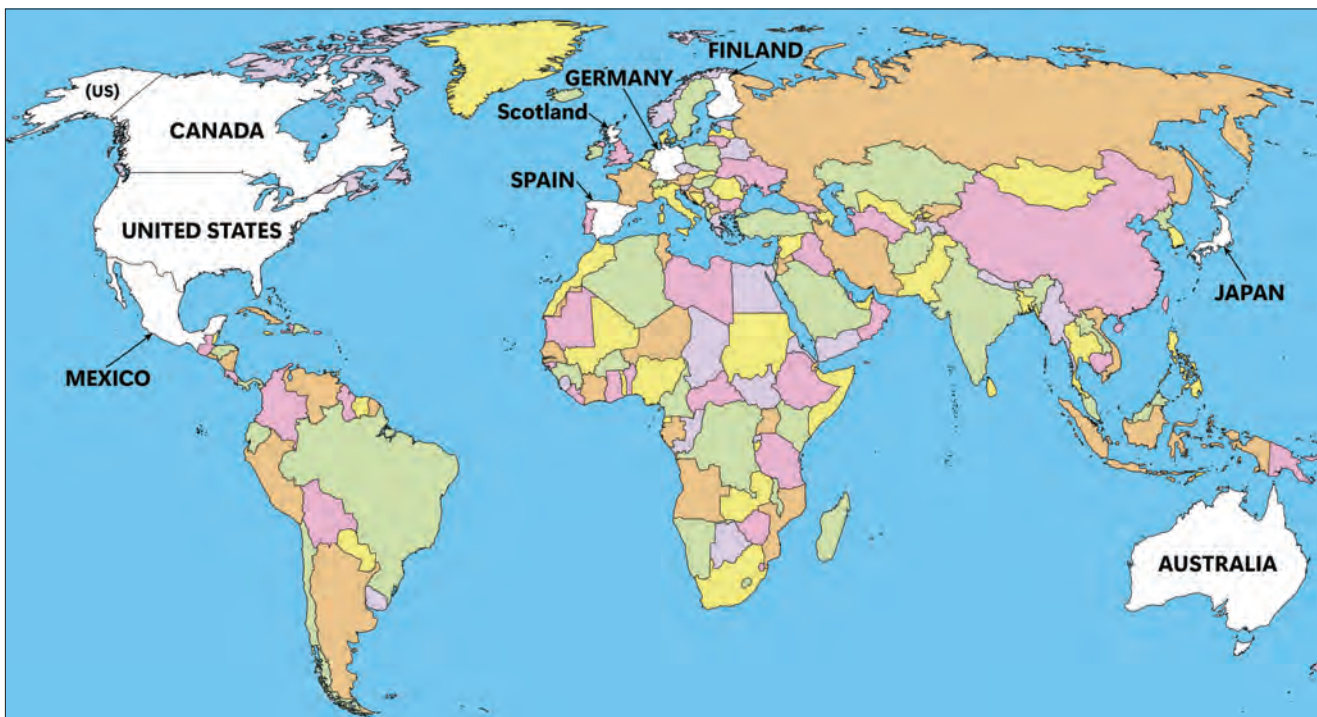 FINLAND
GERMANY
(US)
Scotland
CANADA
SPAIN
UNITED STATES
JAPAN
MEXICO
AUSTRALIA